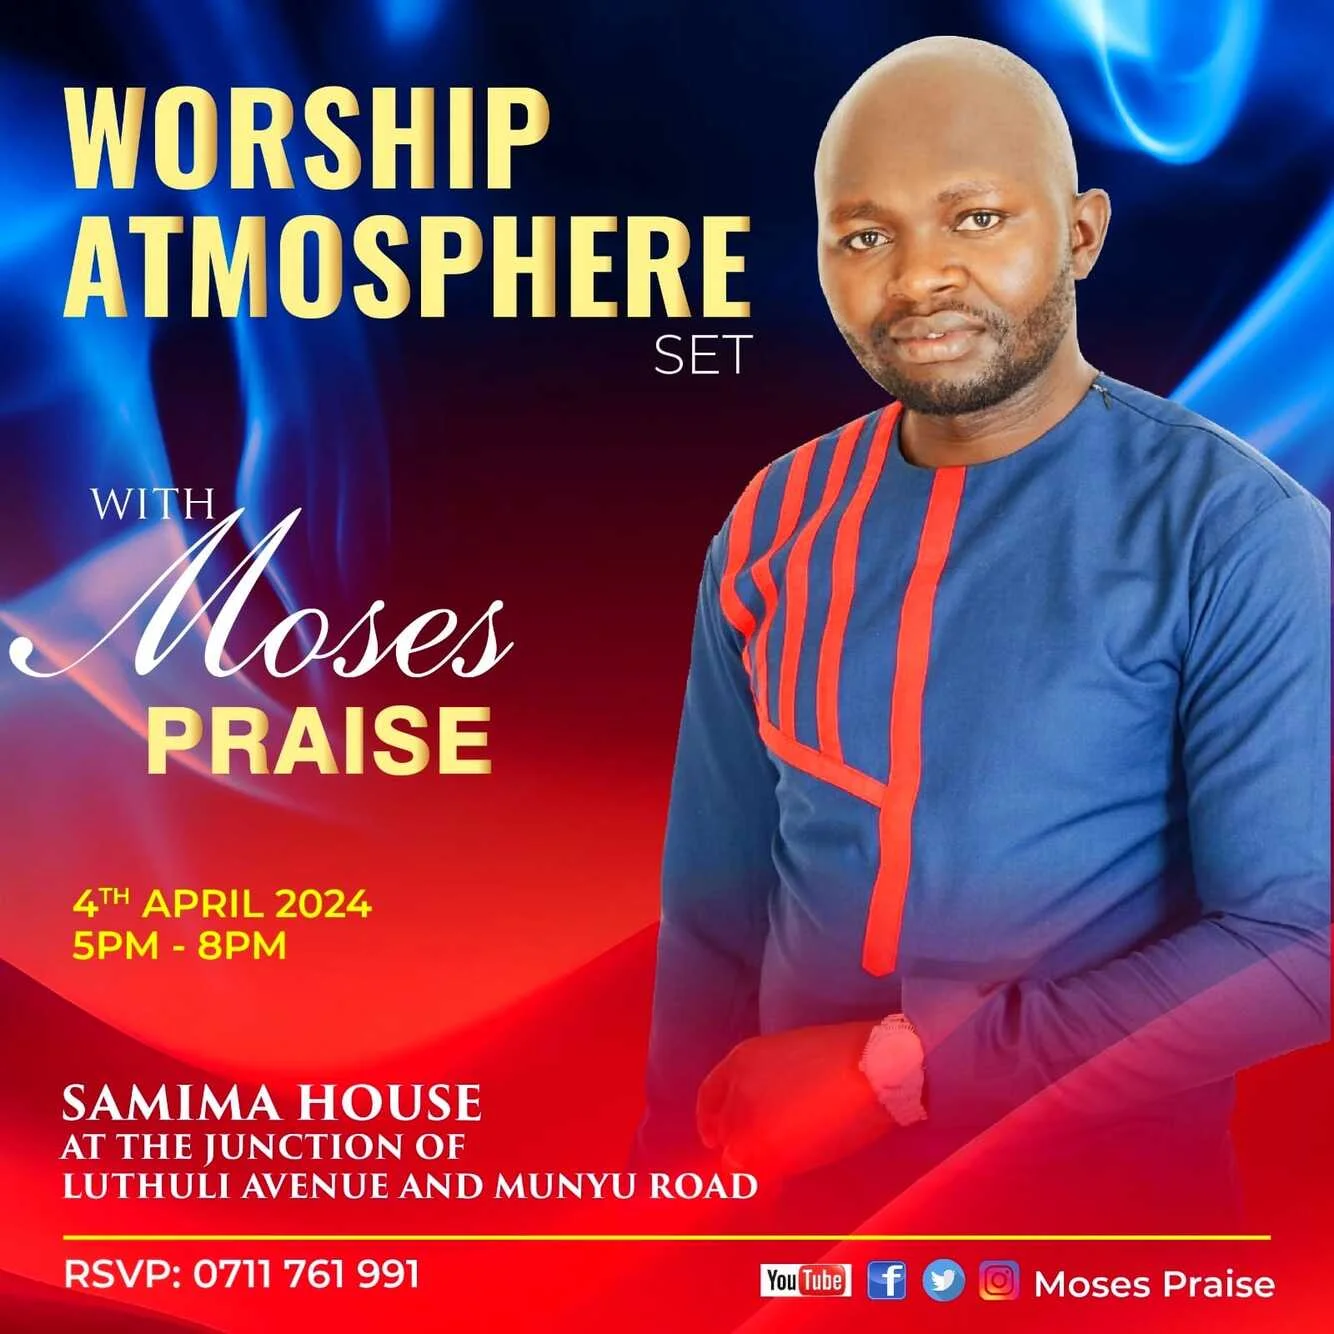 WORSHIP
ATMOSPHERE
SET
WITH
Moses
PRAISE
4TH APRIL 2024
5PM - 8PM
SAMIMA HOUSE
AT THE JUNCTION OF
LUTHULI AVENUE AND MUNYU ROAD
RSVP: 0711 761 991
YouTube f Moses Praise